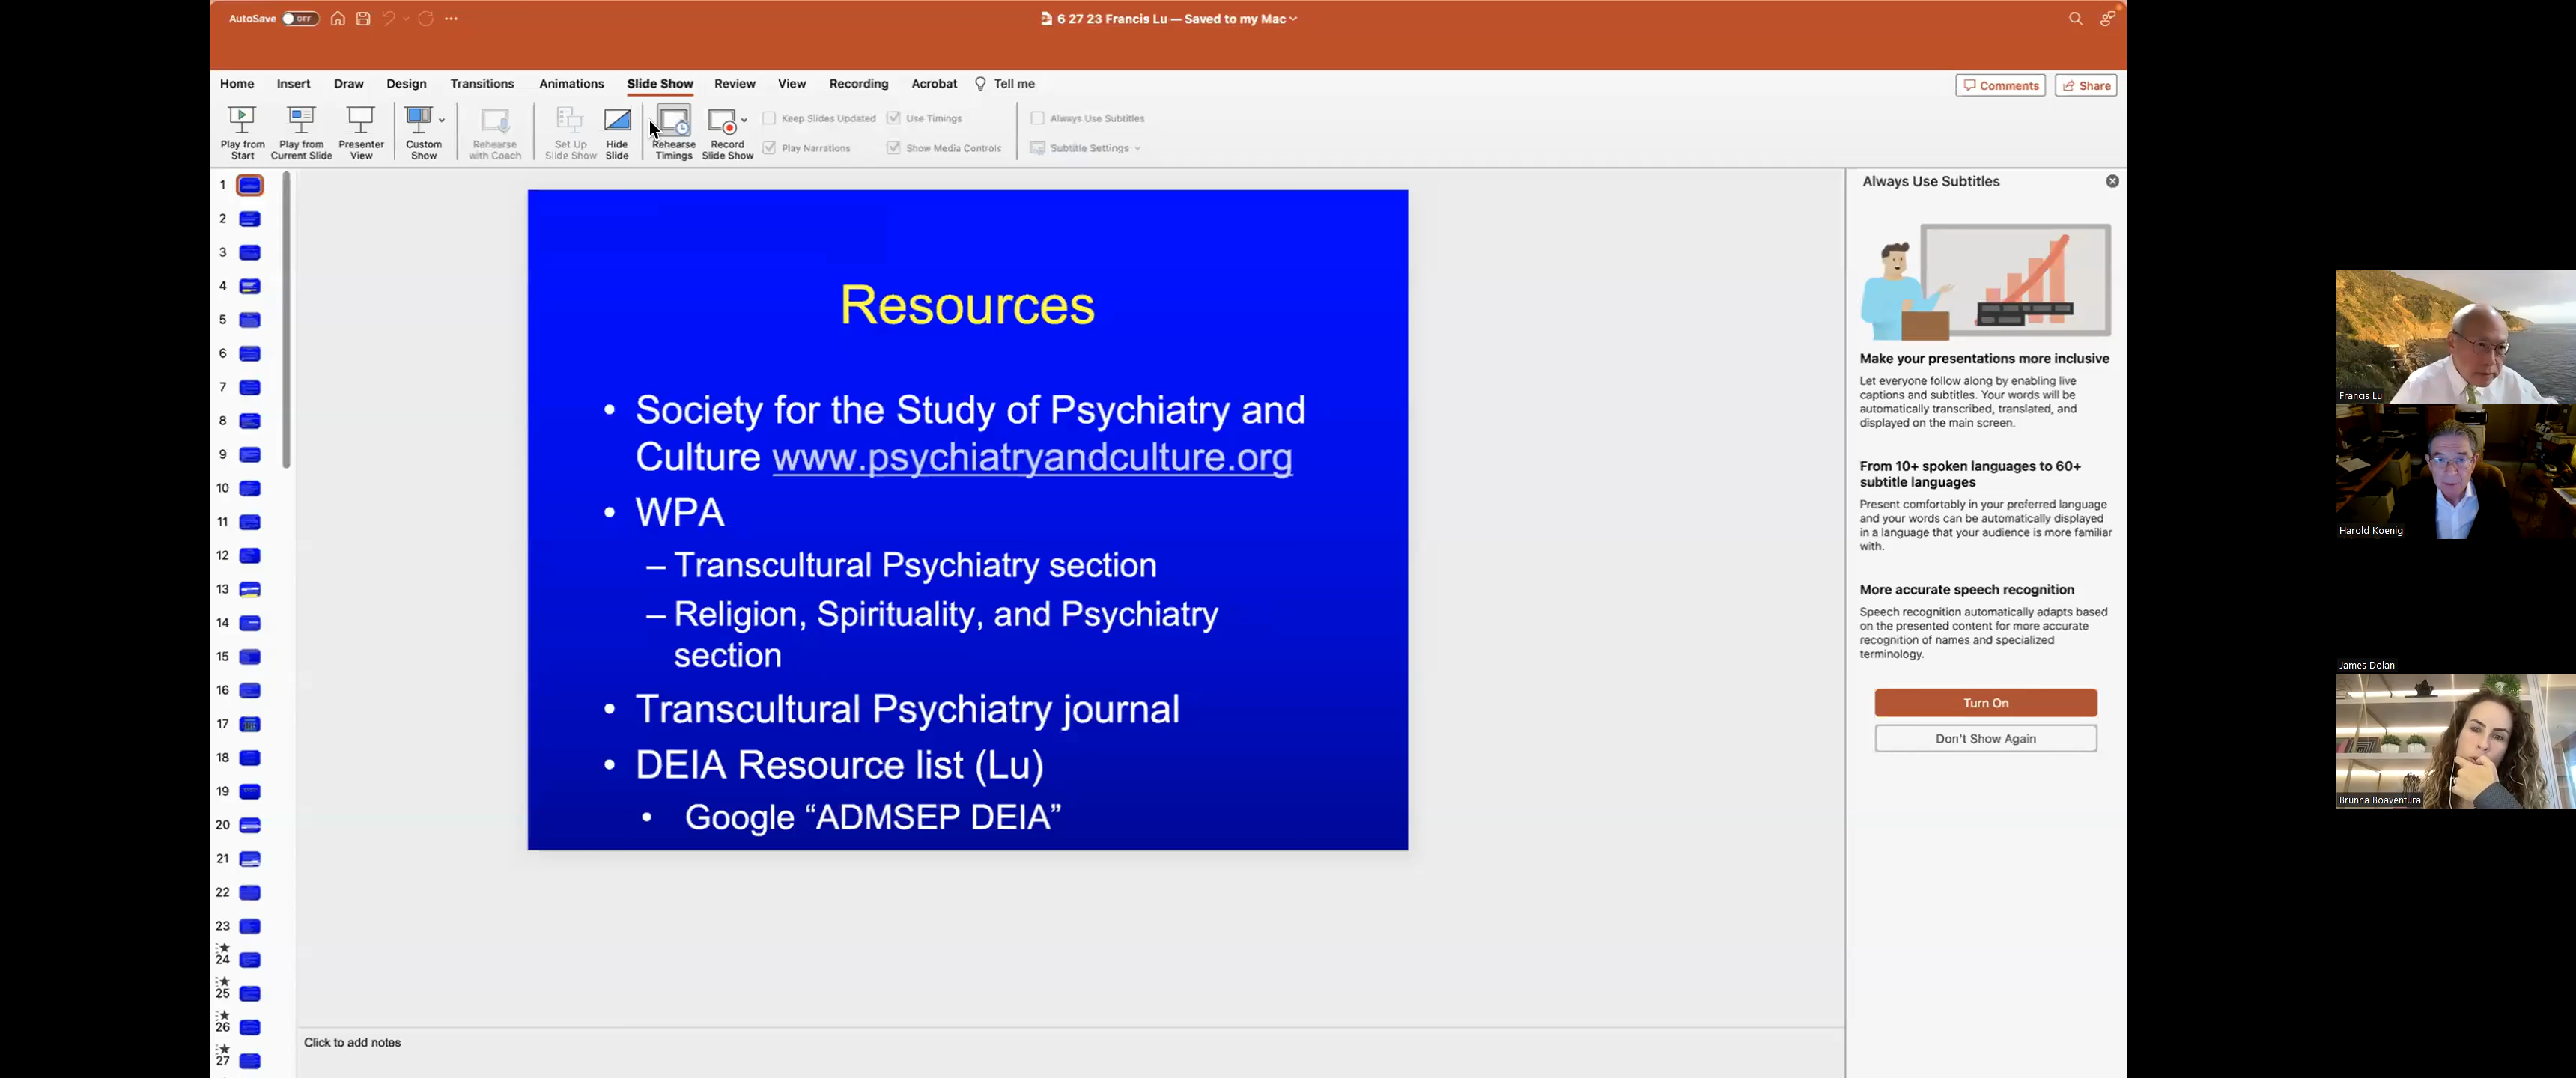 AutoSave OFF
6 27 23 Francis Lu — Saved to my Mac
Home Insert Draw Design Transitions Animations Slide Show Review View Recording Acrobat Tell me
Comments Share
Play from
Start
Play from
Current Slide
Presenter
View
Custom
Show
Rehearse
with Coach
Set Up
Slide Show
Hide
Slide
Rehearse
Timings
Record
Slide Show
Keep Slides Updated
Play Narrations
Use Timings
Show Media Controls
Always Use Subtitles
Subtitle Settings
1
2
3
4
5
6
7
8
9
10
11
12
13
14
15
16
17
18
19
20
21
22
23
24
25
26
27
Resources
• Society for the Study of Psychiatry and
Culture www.psychiatryandculture.org
• WPA
– Transcultural Psychiatry section
– Religion, Spirituality, and Psychiatry
section
• Transcultural Psychiatry journal
• DEIA Resource list (Lu)
• Google “ADMSEP DEIA”
Click to add notes
Always Use Subtitles
Make your presentations more inclusive
Let everyone follow along by enabling live
captions and subtitles. Your words will be
automatically transcribed, translated, and
displayed on the main screen.
From 10+ spoken languages to 60+
subtitle languages
Present comfortably in your preferred language
and your words can be automatically displayed
in a language that your audience is more familiar
with.
More accurate speech recognition
Speech recognition automatically adapts based
on the presented content for more accurate
recognition of names and specialized
terminology.
Turn On
Don't Show Again
Francis Lu
Harold Koenig
James Dolan
Brunna Boaventura